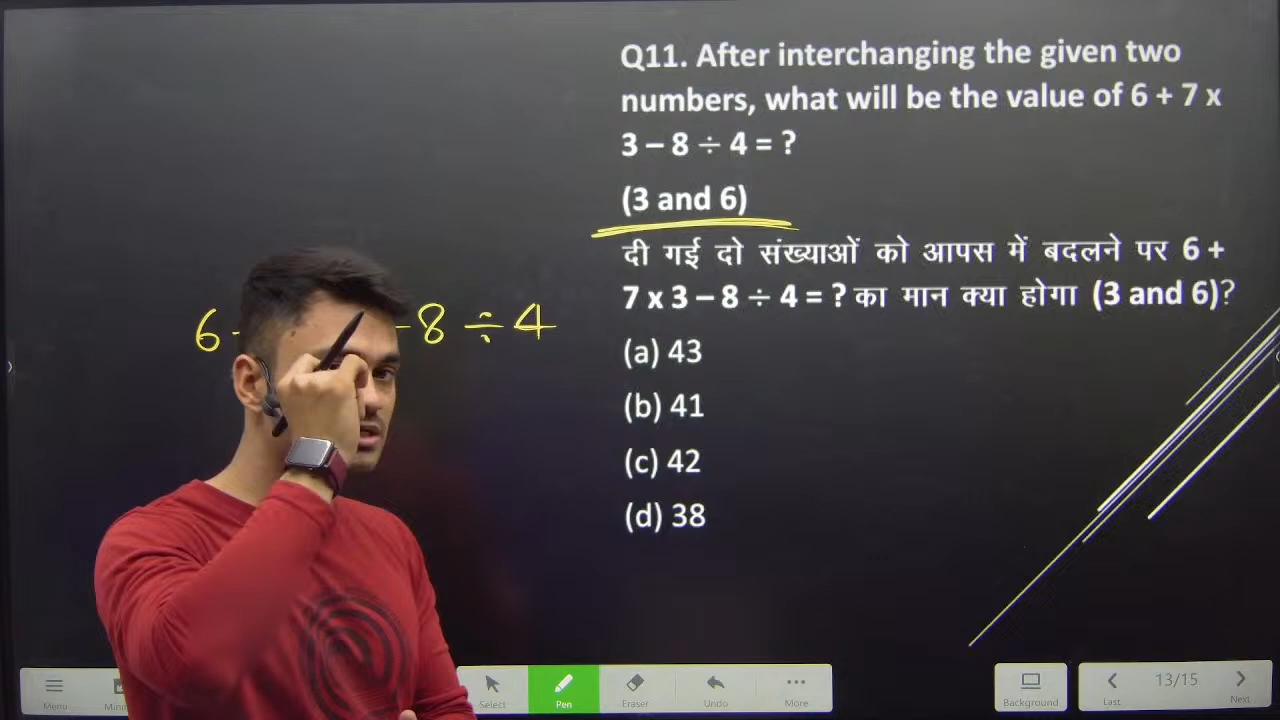 Q11. After interchanging the given two
numbers, what will be the value of 6 + 7 x
3 – 8 ÷ 4 = ?
(3 and 6)
दी गई दो संख्याओं को आपस में बदलने पर 6 +
7 x 3 – 8 ÷ 4 = ? का मान क्या होगा (3 and 6)?
6 - 8 ÷ 4
(a) 43
(b) 41
(c) 42
(d) 38
Menu
Select
Pen
Eraser
Undo
More
Background
Last
13/15
Next